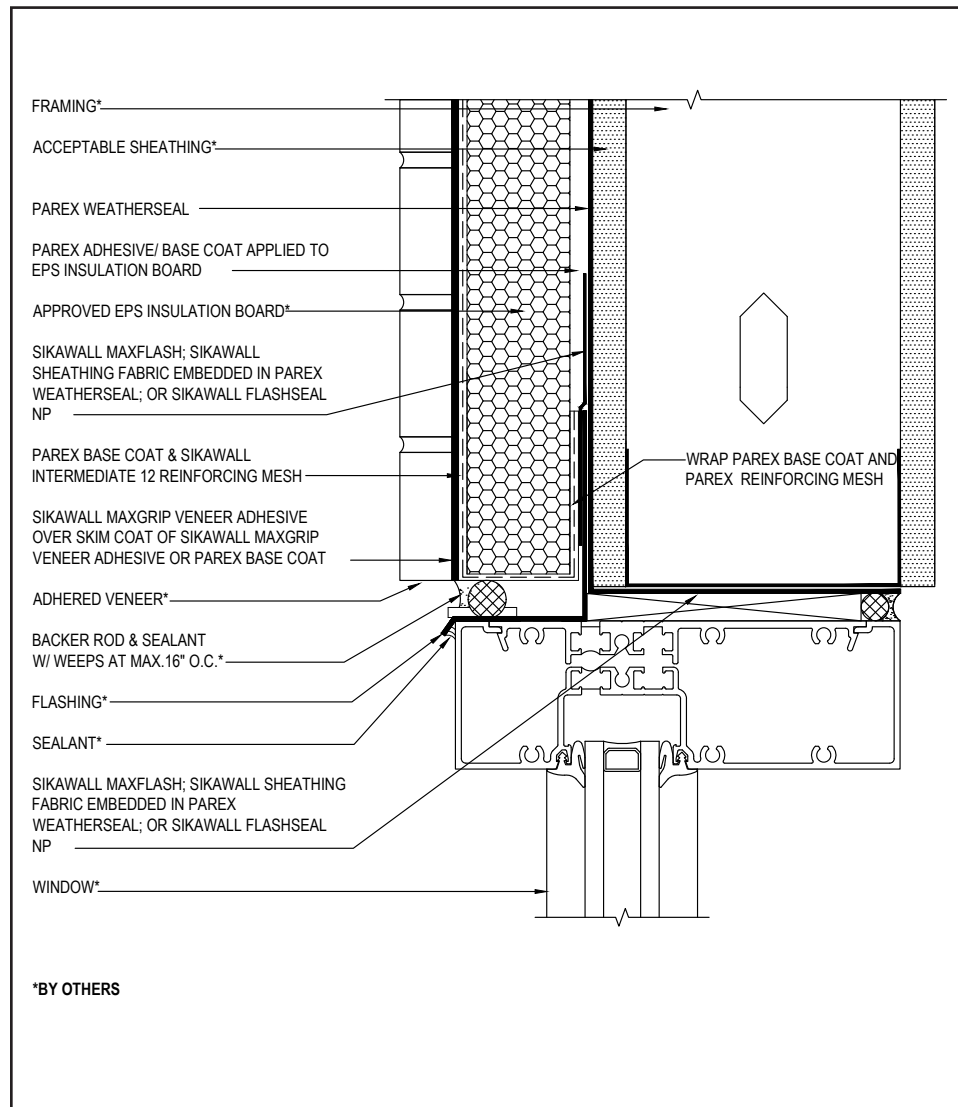 FRAMING*
ACCEPTABLE SHEATHING*
PAREX WEATHERSEAL
PAREX ADHESIVE/ BASE COAT APPLIED TO
EPS INSULATION BOARD
APPROVED EPS INSULATION BOARD*
SIKAWALL MAXFLASH; SIKAWALL
SHEATHING FABRIC EMBEDDED IN PAREX
WEATHERSEAL; OR SIKAWALL FLASHSEAL
NP
PAREX BASE COAT & SIKAWALL
INTERMEDIATE 12 REINFORCING MESH
WRAP PAREX BASE COAT AND
PAREX REINFORCING MESH
SIKAWALL MAXGRIP VENEER ADHESIVE
OVER SKIM COAT OF SIKAWALL MAXGRIP
VENEER ADHESIVE OR PAREX BASE COAT
ADHERED VENEER*
BACKER ROD & SEALANT
W/ WEEPS AT MAX.16" O.C.*
FLASHING*
SEALANT*
SIKAWALL MAXFLASH; SIKAWALL SHEATHING
FABRIC EMBEDDED IN PAREX
WEATHERSEAL; OR SIKAWALL FLASHSEAL
NP
WINDOW*
*BY OTHERS